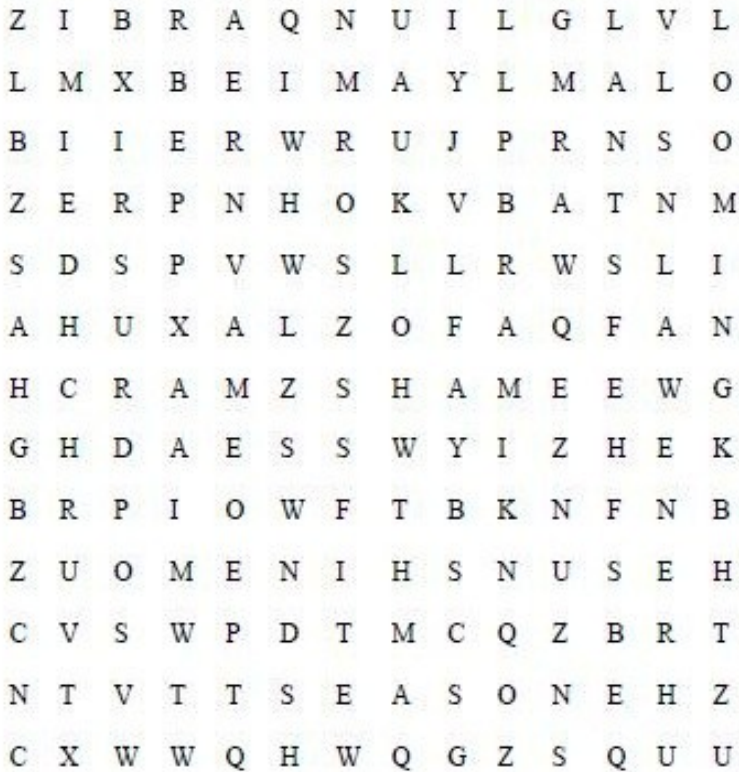 Z I B R A Q N U I L G L V L
L M X B E I M A Y L M A L O
B I I E R W R U J P R N S O
Z E R P N H O K V B A T N M
S D S P V W S L L R W S L I
A H U X A L Z O F A Q F A N
H C R A M Z S H A M E E W G
G H D A E S S W Y I Z H E K
B R P I O W F T B K N F N B
Z U O M E N I H S N U S E H
C V S W P D T M C Q Z B R T
N T V T T S E A S O N E H Z
C X W W Q H W Q G Z S Q U U